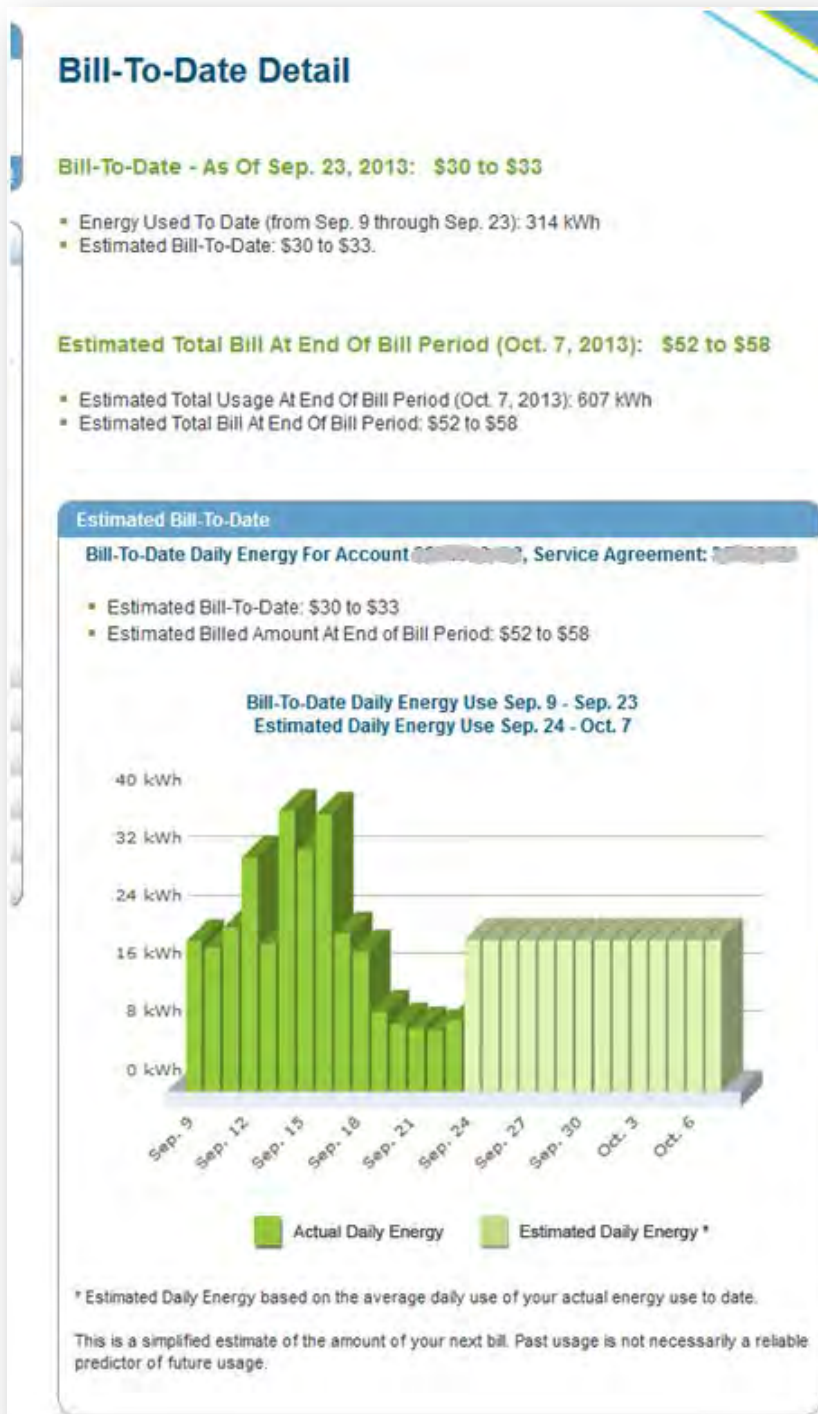 Bill-To-Date Detail
Bill-To-Date - As Of Sep. 23, 2013: $30 to $33
▪ Energy Used To Date (from Sep. 9 through Sep. 23): 314 kWh
▪ Estimated Bill-To-Date: $30 to $33.
Estimated Total Bill At End Of Bill Period (Oct. 7, 2013): $52 to $58
▪ Estimated Total Usage At End Of Bill Period (Oct. 7, 2013): 607 kWh
▪ Estimated Total Bill At End Of Bill Period: $52 to $58
Estimated Bill-To-Date
Bill-To-Date Daily Energy For Account , Service Agreement:
▪ Estimated Bill-To-Date: $30 to $33
▪ Estimated Billed Amount At End of Bill Period: $52 to $58
Bill-To-Date Daily Energy Use Sep. 9 - Sep. 23
Estimated Daily Energy Use Sep. 24 - Oct. 7
40 kWh
32 kWh
24 kWh
16 kWh
8 kWh
0 kWh
Sep. 9 Sep. 12 Sep. 15 Sep. 18 Sep. 21 Sep. 24 Sep. 27 Sep. 30 Oct. 3 Oct. 6
Actual Daily Energy Estimated Daily Energy *
* Estimated Daily Energy based on the average daily use of your actual energy use to date.
This is a simplified estimate of the amount of your next bill. Past usage is not necessarily a reliable
predictor of future usage.